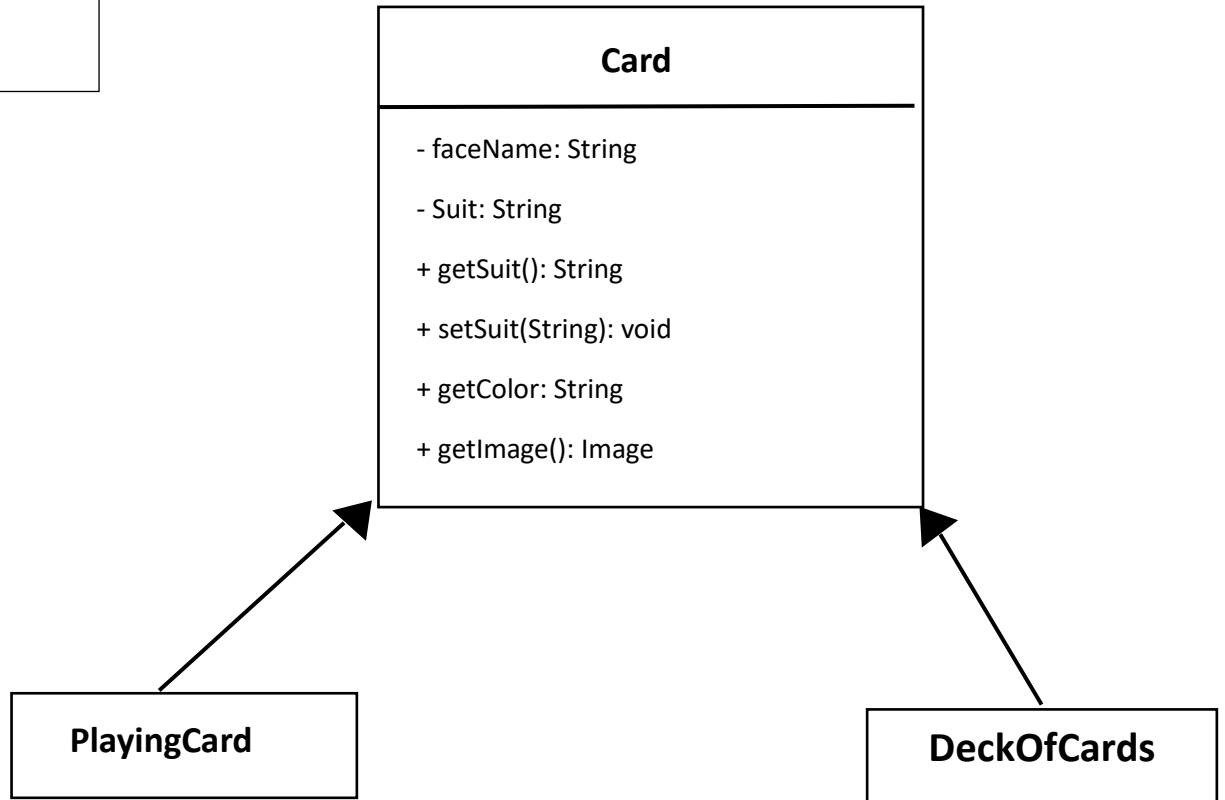 Card
- faceName: String
- Suit: String
+ getSuit(): String
+ setSuit(String): void
+ getColor: String
+ getImage(): Image
PlayingCard
DeckOfCards